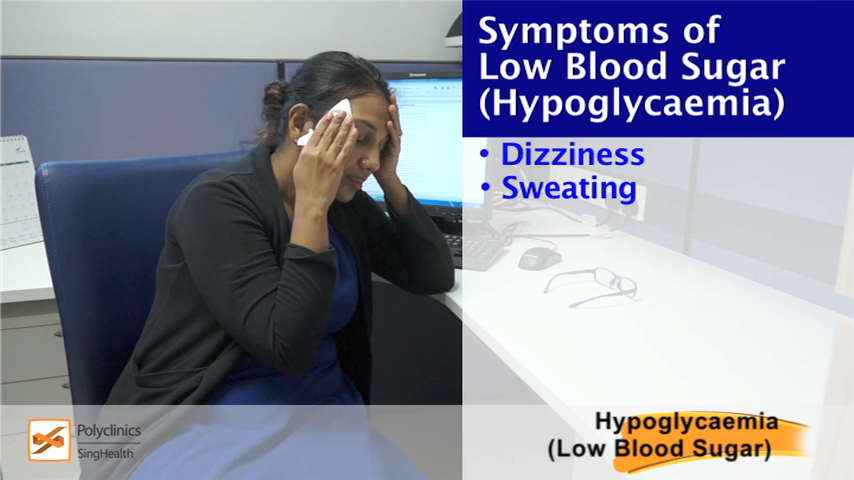 Symptoms of
Low Blood Sugar
(Hypoglycaemia)
• Dizziness
• Sweating
Polyclinics
SingHealth
Hypoglycaemia
(Low Blood Sugar)